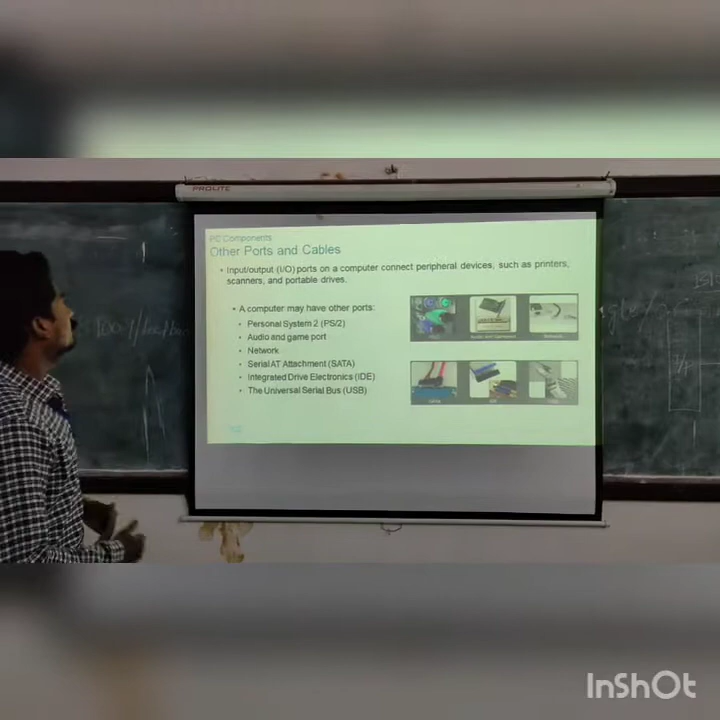 PROLITE
PC Components
Other Ports and Cables
• Input/output (I/O) ports on a computer connect peripheral devices, such as printers,
scanners, and portable drives.
• A computer may have other ports:
• Personal System 2 (PS/2)
• Audio and game port
• Network
• Serial AT Attachment (SATA)
• Integrated Drive Electronics (IDE)
• The Universal Serial Bus (USB)
InShOt